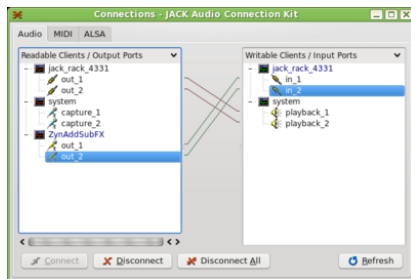 Connections - JACK Audio Connection Kit
Audio MIDI ALSA
Readable Clients / Output Ports
jack_rack_4331
out_1
out_2
system
capture_1
capture_2
ZynAddSubFX
out_1
out_2
Writable Clients / Input Ports
jack_rack_4331
in_1
in_2
system
playback_1
playback_2
Connect Disconnect Disconnect All Refresh